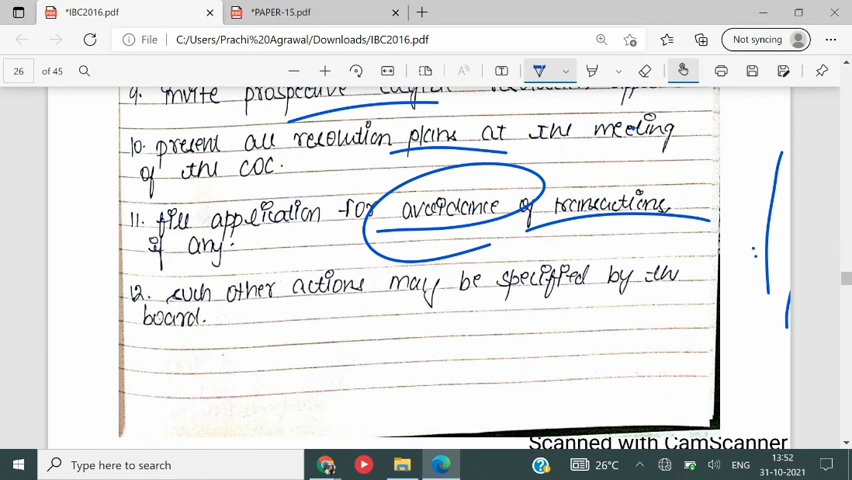 *IBC2016.pdf
*PAPER-15.pdf
File C:/Users/Prachi%20Agrawal/Downloads/IBC2016.pdf
Not syncing
26 of 45
9. invite prospective
10. present all resolution plans at the meeting
of the COC.
11. file application for avoidance of transactions,
if any.
12. such other actions may be specified by the
board.
Scanned with CamScanner
Type here to search
26°C
ENG
13:52
31-10-2021